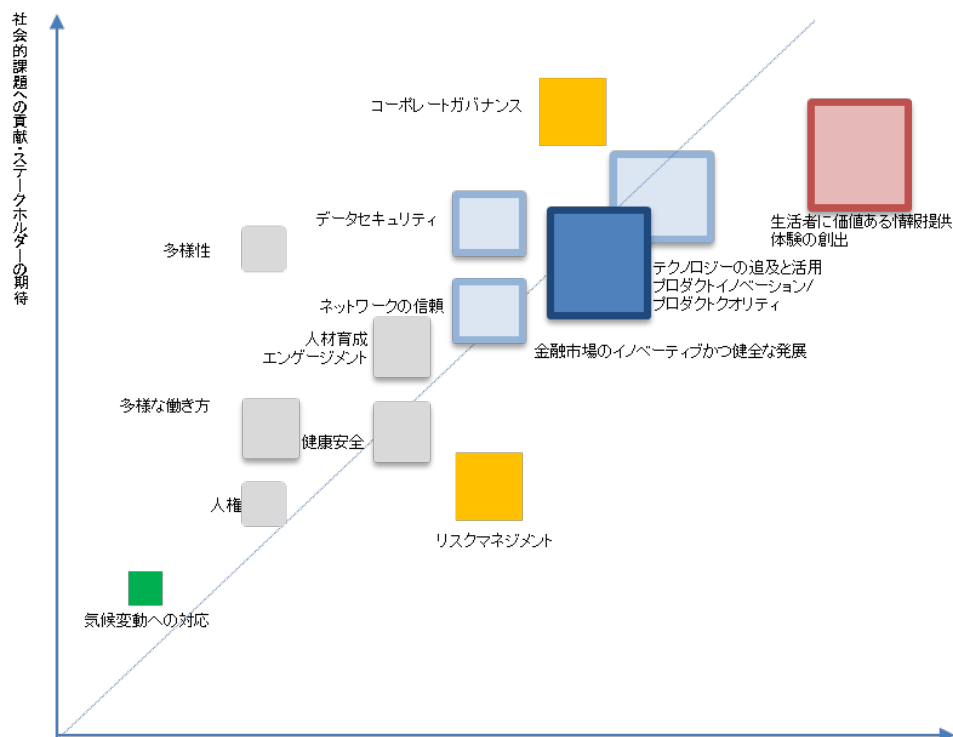 社会的課題への貢献・ステークホルダーの期待
コーポレートガバナンス
データセキュリティ
多様性
生活者に価値ある情報提供
体験の創出
テクノロジーの追及と活用
プロダクトイノベーション/
プロダクトクオリティ
ネットワークの信頼
人材育成
エンゲージメント
金融市場のイノベーティブかつ健全な発展
多様な働き方
健康安全
人権
リスクマネジメント
気候変動への対応